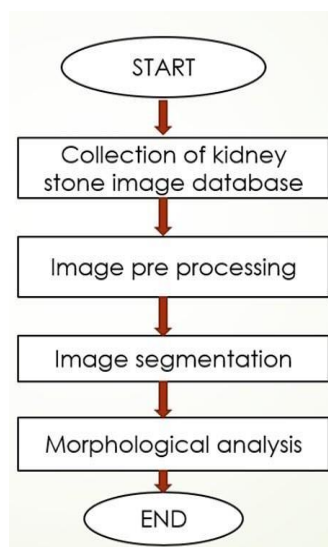 START
Collection of kidney
stone image database
Image pre processing
Image segmentation
Morphological analysis
END